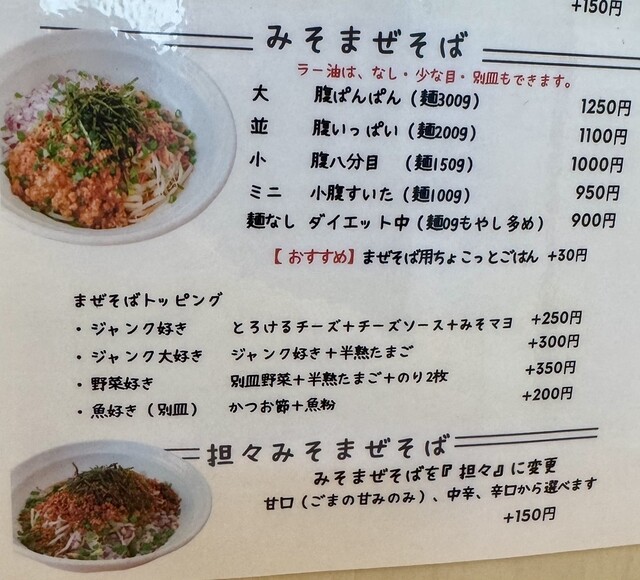 +150円
みそまぜそば
ラー油は、なし・少な目・別皿もできます。
大 腹ぱんぱん（麺300g） 1250円
並 腹いっぱい（麺200g） 1100円
小 腹八分目 （麺150g） 1000円
ミニ 小腹すいた（麺100g） 950円
麺なし ダイエット中（麺0gもやし多め） 900円
【おすすめ】まぜそば用ちょこっとごはん +30円
まぜそばトッピング
・ジャンク好き とろけるチーズ＋チーズソース＋みそマヨ +250円
・ジャンク大好き ジャンク好き＋半熟たまご +300円
・野菜好き 別皿野菜＋半熟たまご＋のり2枚 +350円
・魚好き（別皿） かつお節＋魚粉 +200円
担々みそまぜそば
みそまぜそばを『担々』に変更
甘口（ごまの甘みのみ）、中辛、辛口から選べます
+150円